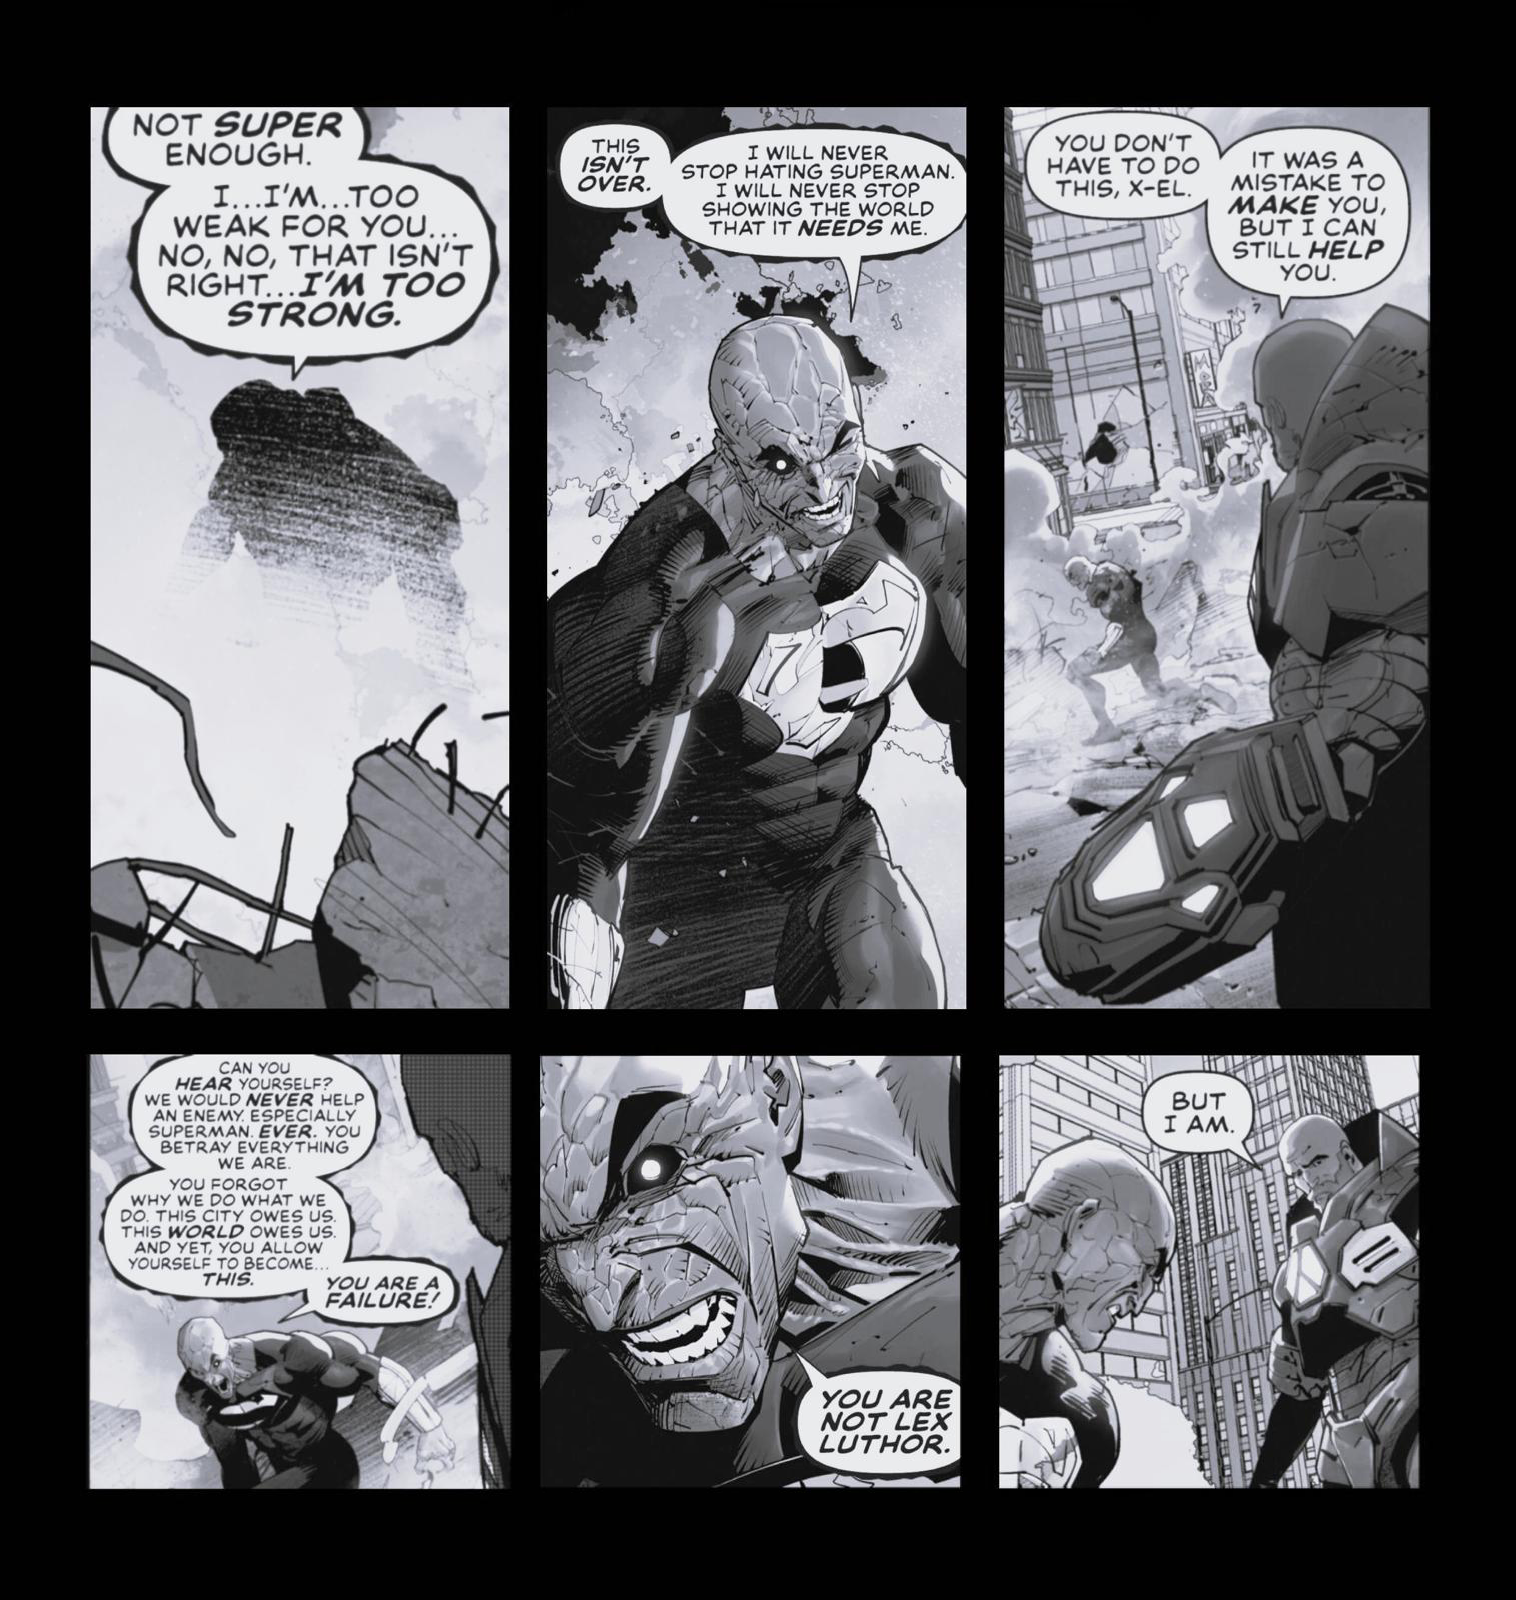 NOT SUPER
ENOUGH.
I...I'M...TOO
WEAK FOR YOU...
NO, NO, THAT ISN'T
RIGHT...I'M TOO
STRONG.
THIS
ISN'T
OVER.
I WILL NEVER
STOP HATING SUPERMAN.
I WILL NEVER STOP
SHOWING THE WORLD
THAT IT NEEDS ME.
7
YOU DON'T
HAVE TO DO
THIS, X-EL.
IT WAS A
MISTAKE TO
MAKE YOU,
BUT I CAN
STILL HELP
YOU.
CAN YOU
HEAR YOURSELF?
WE WOULD NEVER HELP
AN ENEMY. ESPECIALLY
SUPERMAN. EVER. YOU
BETRAY EVERYTHING
WE ARE.
YOU FORGOT
WHY WE DO WHAT WE
DO. THIS CITY OWES US.
THIS WORLD OWES US.
AND YET, YOU ALLOW
YOURSELF TO BECOME...
THIS.
YOU ARE A
FAILURE!
YOU ARE
NOT LEX
LUTHOR.
BUT
I AM.